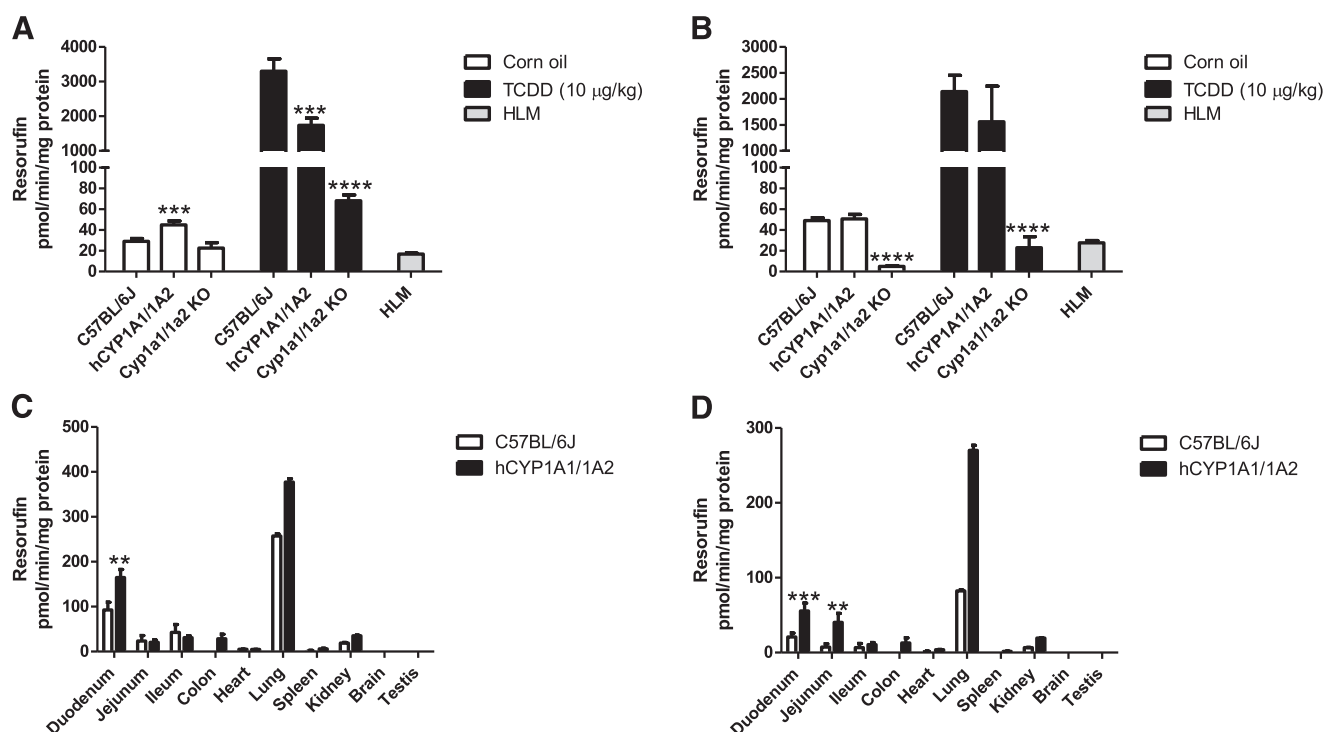 A
Resorufin
pmol/min/mg protein
4000
3000
2000
1000
100
80
60
40
20
0
***
***
****
C57BL/6J
hCYP1A1/1A2
Cyp1a1/1a2 KO
C57BL/6J
hCYP1A1/1A2
Cyp1a1/1a2 KO
HLM
Corn oil
TCDD (10 μg/kg)
HLM
B
Resorufin
pmol/min/mg protein
3000
2500
2000
1500
1000
100
80
60
40
20
0
****
****
C57BL/6J
hCYP1A1/1A2
Cyp1a1/1a2 KO
C57BL/6J
hCYP1A1/1A2
Cyp1a1/1a2 KO
HLM
Corn oil
TCDD (10 μg/kg)
HLM
C
Resorufin
pmol/min/mg protein
500
400
300
200
100
0
**
Duodenum
Jejunum
Ileum
Colon
Heart
Lung
Spleen
Kidney
Brain
Testis
C57BL/6J
hCYP1A1/1A2
D
Resorufin
pmol/min/mg protein
300
200
100
0
***
**
Duodenum
Jejunum
Ileum
Colon
Heart
Lung
Spleen
Kidney
Brain
Testis
C57BL/6J
hCYP1A1/1A2